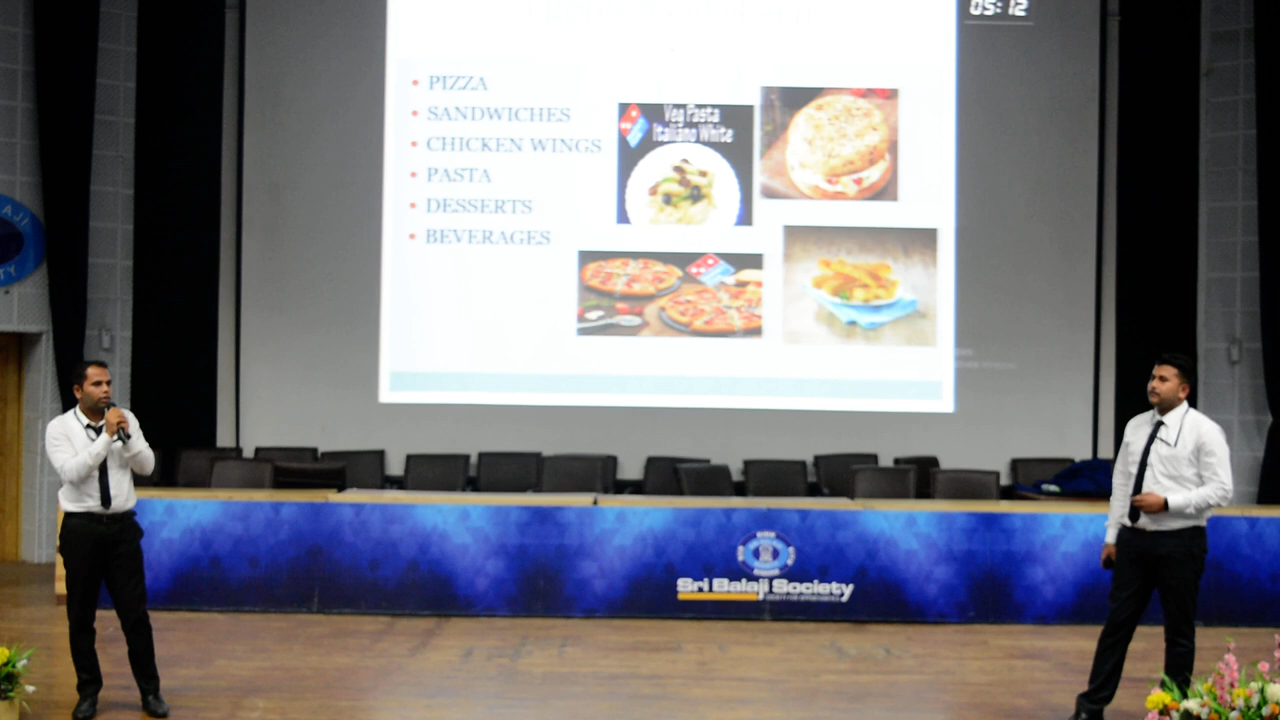 05:12
• PIZZA
• SANDWICHES
• CHICKEN WINGS
• PASTA
• DESSERTS
• BEVERAGES
Veg Pasta
Italiano White
Sri Balaji Society